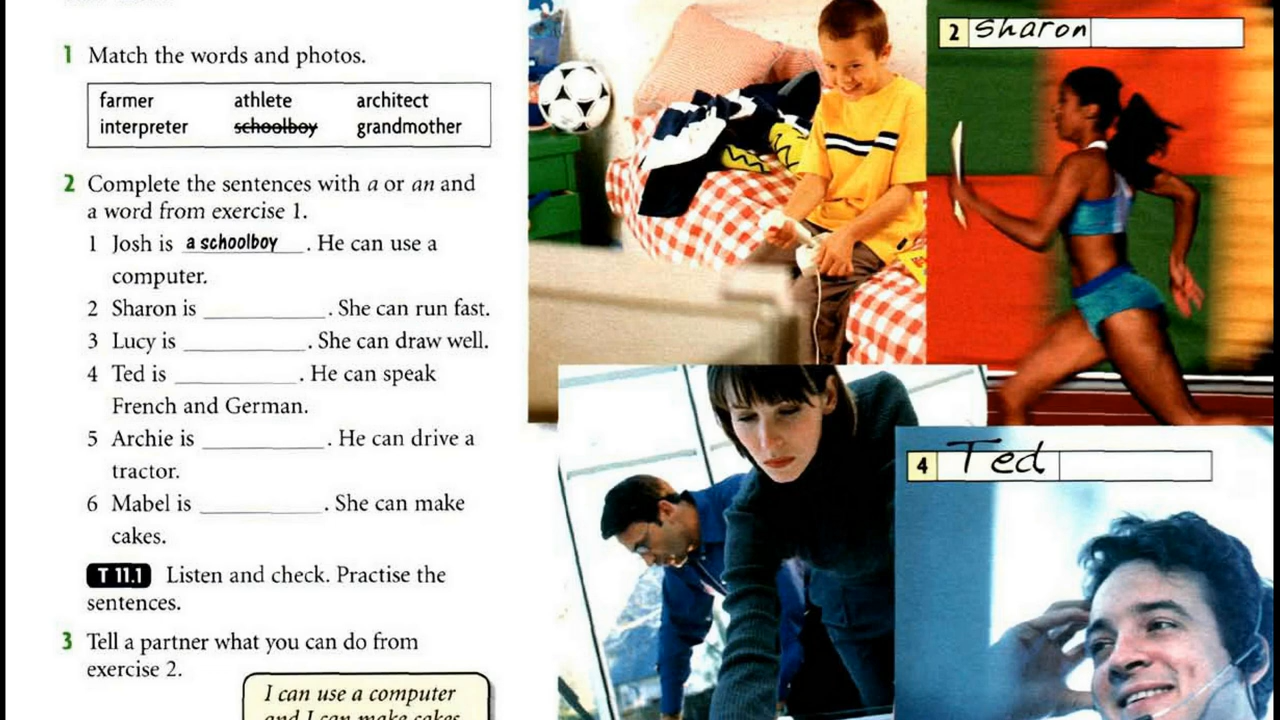 1 Match the words and photos.
farmer athlete architect
interpreter schoolboy grandmother
2 Complete the sentences with a or an and
a word from exercise 1.
1 Josh is a schoolboy. He can use a
computer.
2 Sharon is ____________. She can run fast.
3 Lucy is ____________. She can draw well.
4 Ted is ____________. He can speak
French and German.
5 Archie is ____________. He can drive a
tractor.
6 Mabel is ____________. She can make
cakes.
T 11.1 Listen and check. Practise the
sentences.
3 Tell a partner what you can do from
exercise 2.
I can use a computer
and I can make cakes
2 Sharon
4 Ted